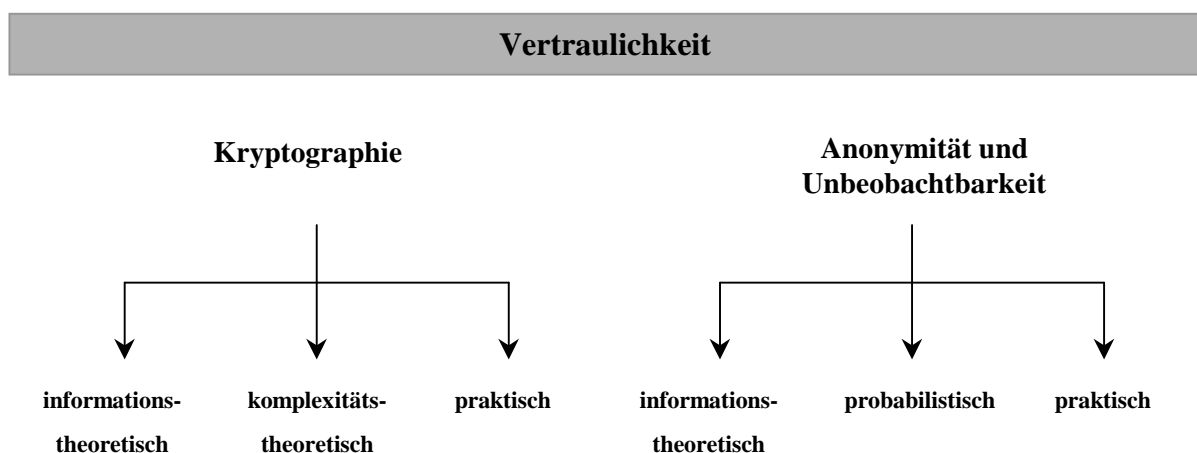 Vertraulichkeit
Kryptographie
Anonymität und
Unbeobachtbarkeit
informations-
theoretisch
komplexitäts-
theoretisch
praktisch
informations-
theoretisch
probabilistisch
praktisch